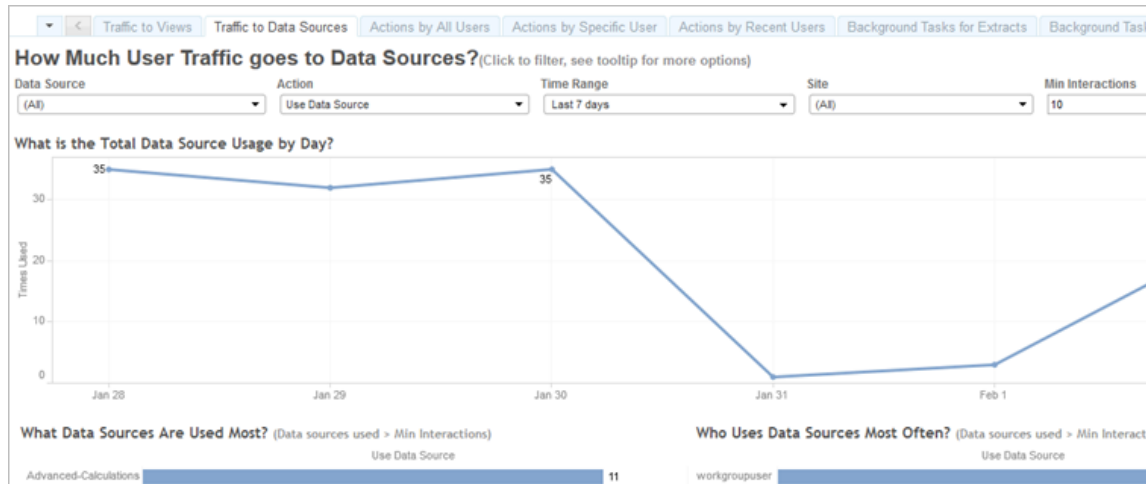 Traffic to Views Traffic to Data Sources Actions by All Users Actions by Specific User Actions by Recent Users Background Tasks for Extracts Background Tas
How Much User Traffic goes to Data Sources?(Click to filter, see tooltip for more options)
Data Source Action Time Range Site Min Interactions
(All) Use Data Source Last 7 days (All) 10
What is the Total Data Source Usage by Day?
35 35
30
20
10
0
Times Used
Jan 28 Jan 29 Jan 30 Jan 31 Feb 1
What Data Sources Are Used Most? (Data sources used > Min Interactions) Who Uses Data Sources Most Often? (Data sources used > Min Interact
Use Data Source Use Data Source
Advanced-Calculations 11 workgroupuser